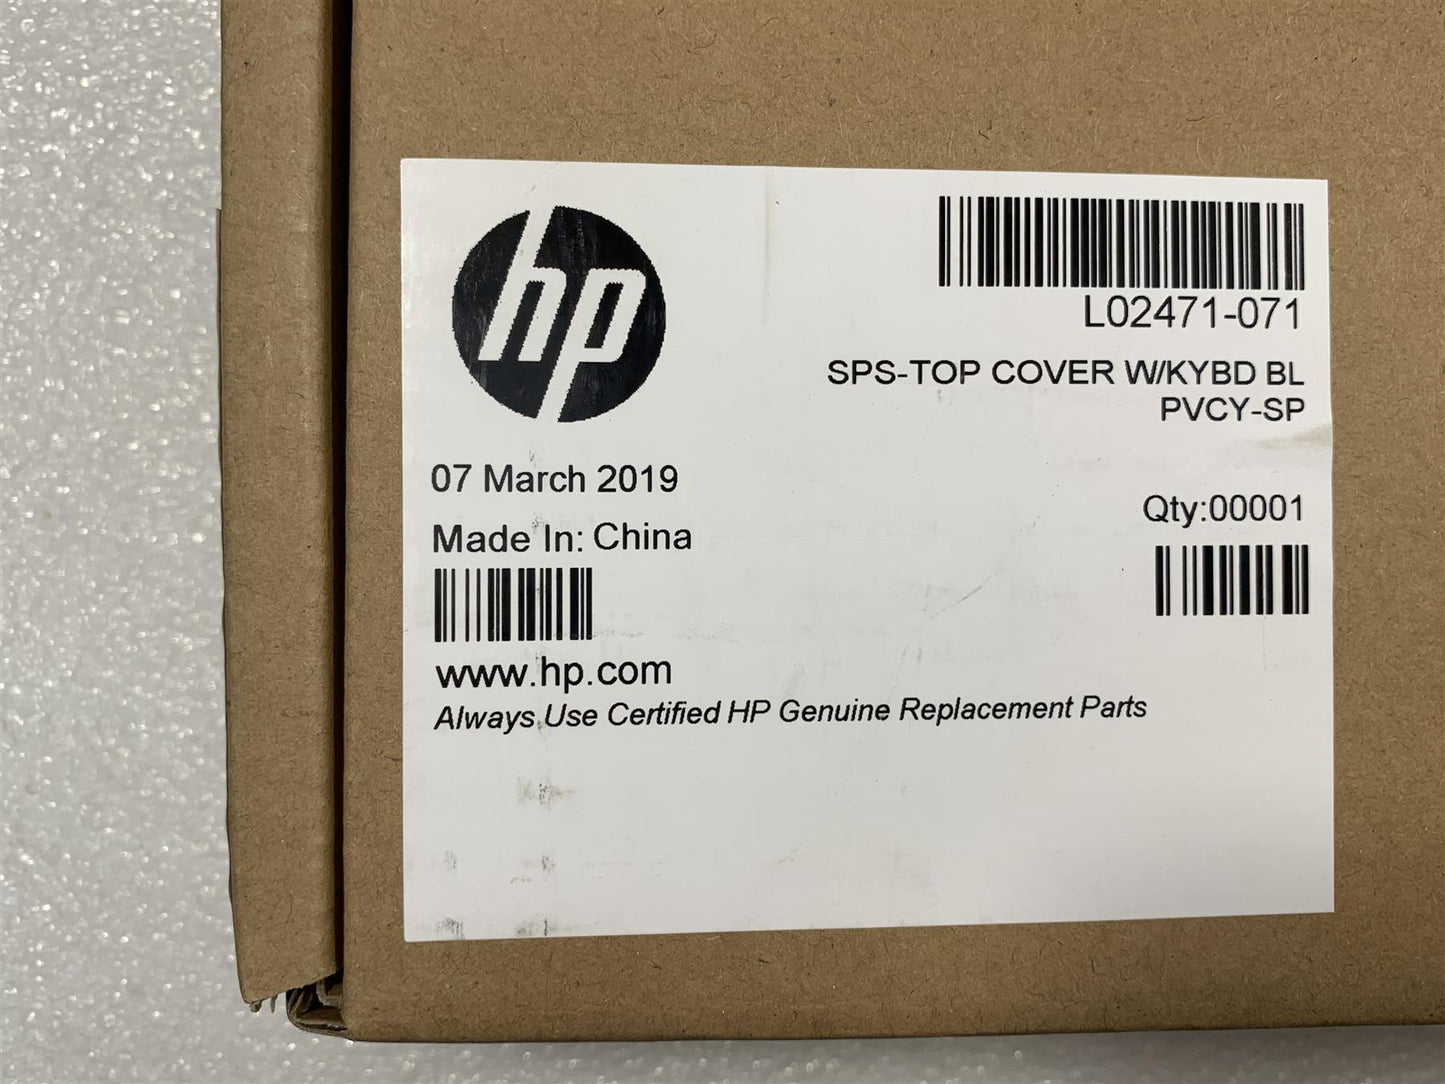 hp
L02471-071
SPS-TOP COVER W/KYBD BL
PVCY-SP
07 March 2019
Qty:00001
Made In: China
www.hp.com
Always Use Certified HP Genuine Replacement Parts